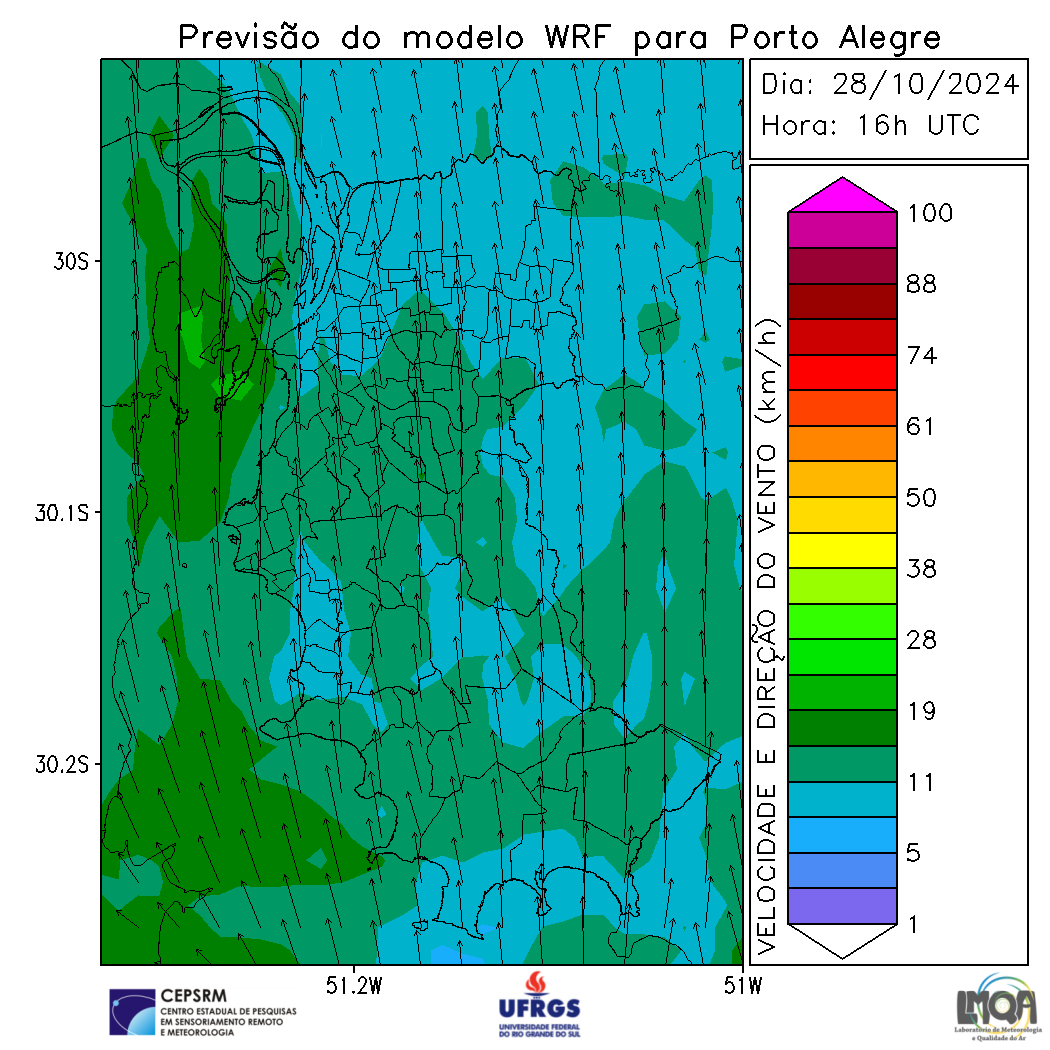 Previsão do modelo WRF para Porto Alegre
Dia: 28/10/2024
Hora: 16h UTC
30S
30.1S
30.2S
51.2W
51W
VELOCIDADE E DIREÇÃO DO VENTO (km/h)
100
88
74
61
50
38
28
19
11
5
1
CEPSRM
CENTRO ESTADUAL DE PESQUISAS
EM SENSORIAMENTO REMOTO
E METEOROLOGIA
UFRGS
UNIVERSIDADE FEDERAL
DO RIO GRANDE DO SUL
LMQA
Laboratório de Meteorologia
e Qualidade do Ar